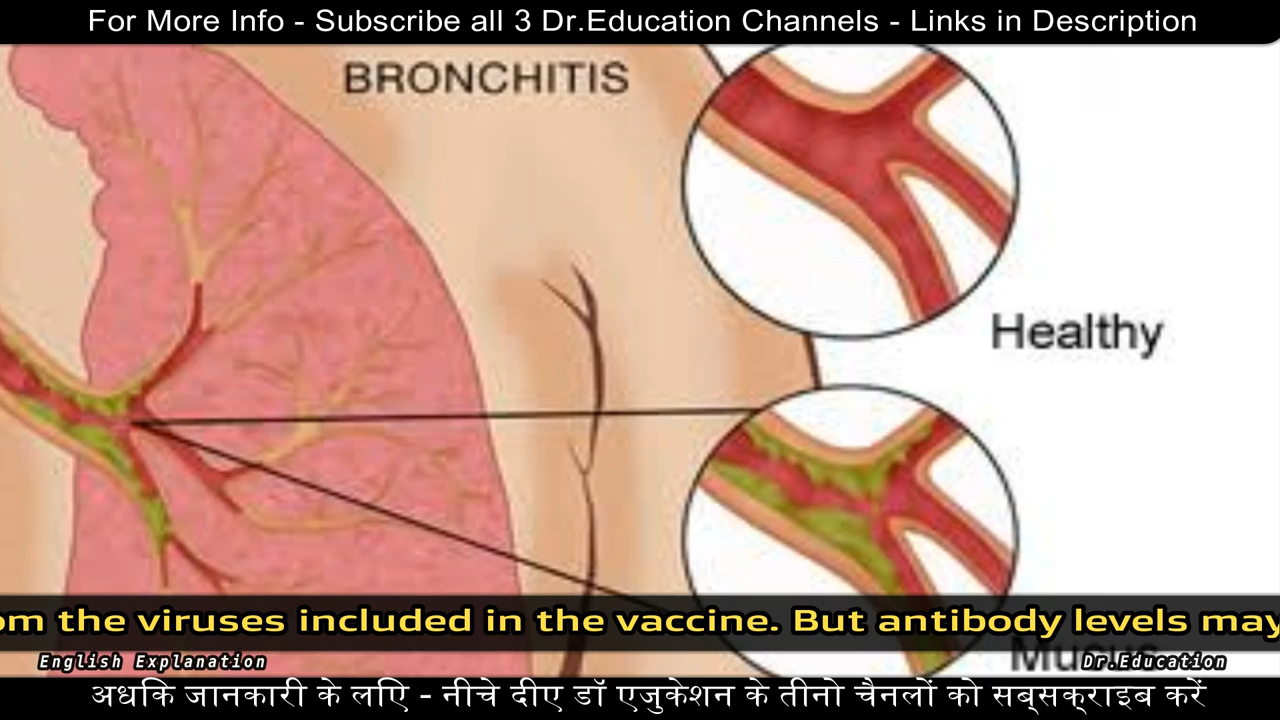 For More Info - Subscribe all 3 Dr.Education Channels - Links in Description
BRONCHITIS
Healthy
om the viruses included in the vaccine. But antibody levels may
Mucus
English Explanation
Dr.Education
अधकि जानकारी के लएि - नीचे दीए डॉ एजुकेशन के तीनो चैनलों को सब्सक्राइब करें